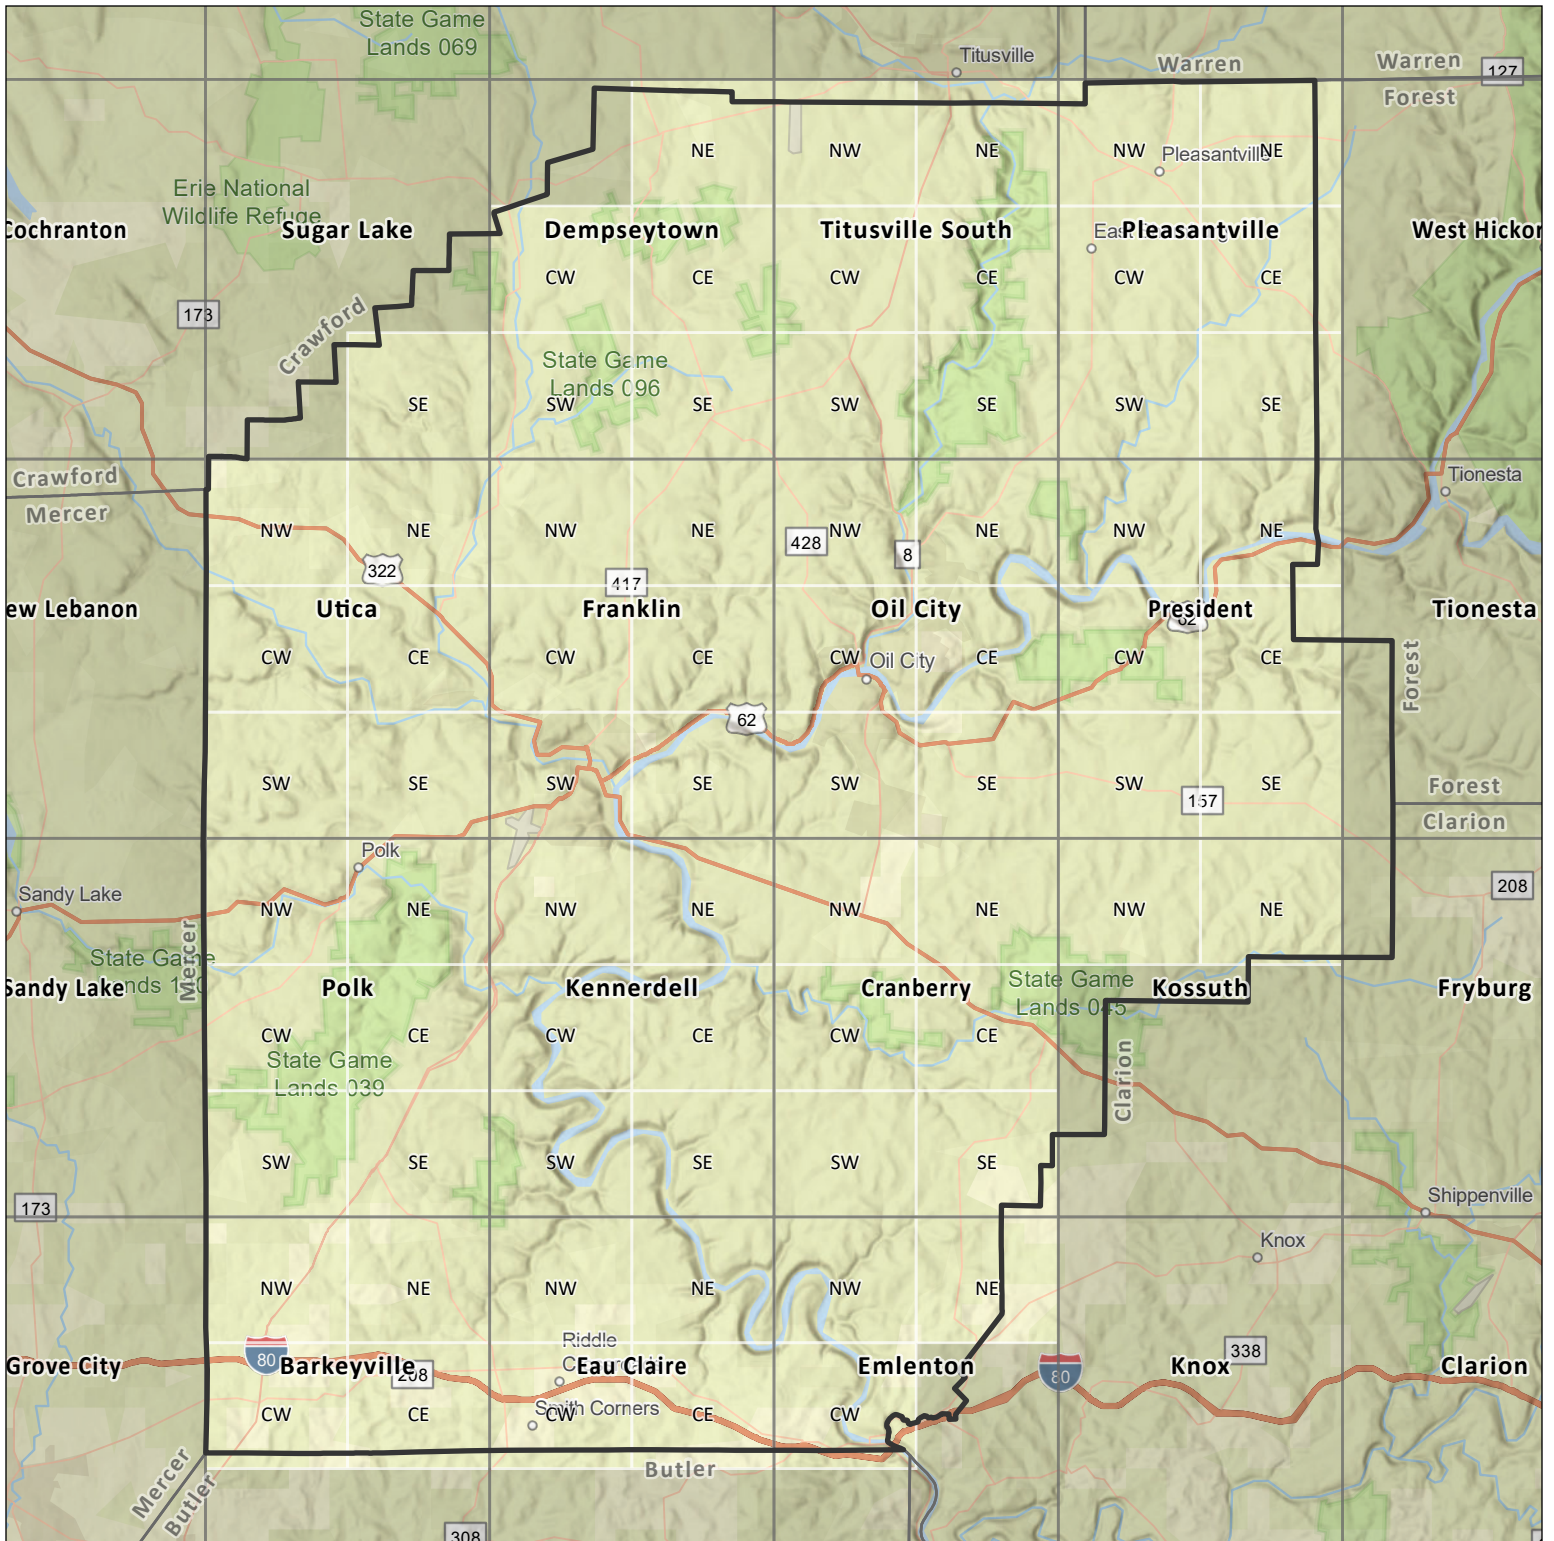 State Game
Lands 069
Titusville
Warren
Warren
127
Forest
NE
NW
NE
NW
Pleasantville
NE
Erie National
Wildlife Refuge
Cochranton
Sugar Lake
Dempseytown
Titusville South
East
Pleasantville
West Hickor
CW
CE
CW
CE
CW
CE
173
Crawford
State Game
Lands 096
SE
SW
SE
SW
SE
SW
SE
Crawford
Mercer
Tionesta
NW
NE
NW
NE
428
NW
8
NE
NW
NE
322
417
ew Lebanon
Utica
Franklin
Oil City
President
Tionesta
62
CW
CE
CW
CE
CW
Oil City
CE
CW
CE
Forest
62
SW
SE
SW
SE
SW
SE
SW
SE
157
Forest
Clarion
Polk
Sandy Lake
208
NW
NE
NW
NE
NW
NE
NW
NE
Mercer
State Game
State Game
Lands 045
Sandy Lake
Polk
Kennerdell
Cranberry
Kossuth
Fryburg
CW
CE
CW
CE
CW
CE
State Game
Lands 039
Clarion
SW
SE
SW
SE
SW
SE
173
Shippenville
Knox
NW
NE
NW
NE
NW
NE
Riddle
338
80
Grove City
Barkeyville
208
Eau Claire
Emlenton
80
Knox
Clarion
CW
CE
Smith Corners
CW
CE
CW
Butler
Mercer
Butler
308